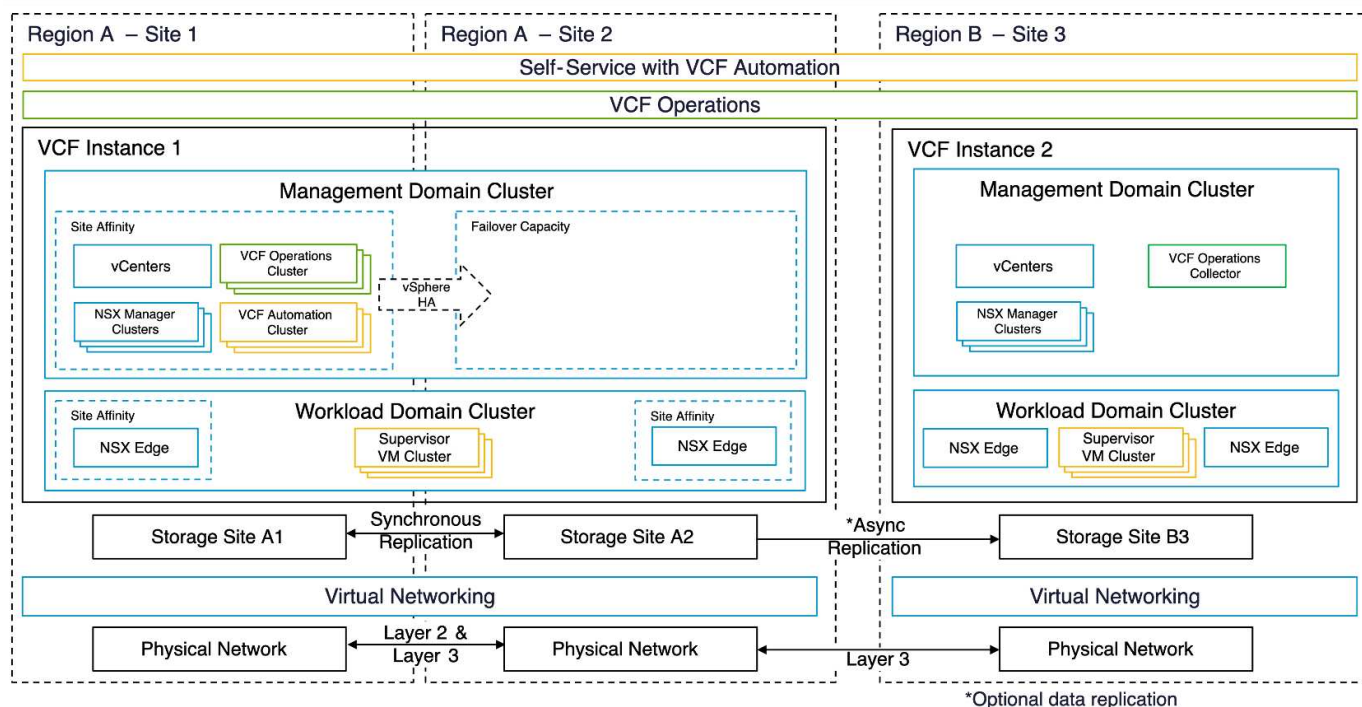 Region A – Site 1
Region A – Site 2
Region B – Site 3
Self-Service with VCF Automation
VCF Operations
VCF Instance 1
Management Domain Cluster
Site Affinity
vCenters
VCF Operations
Cluster
NSX Manager
Clusters
VCF Automation
Cluster
vSphere
HA
Failover Capacity
Workload Domain Cluster
Site Affinity
NSX Edge
Supervisor
VM Cluster
Site Affinity
NSX Edge
VCF Instance 2
Management Domain Cluster
vCenters
VCF Operations
Collector
NSX Manager
Clusters
Workload Domain Cluster
NSX Edge
Supervisor
VM Cluster
NSX Edge
Storage Site A1
Synchronous
Replication
Storage Site A2
*Async
Replication
Storage Site B3
Virtual Networking
Virtual Networking
Physical Network
Layer 2 &
Layer 3
Physical Network
Layer 3
Physical Network
*Optional data replication